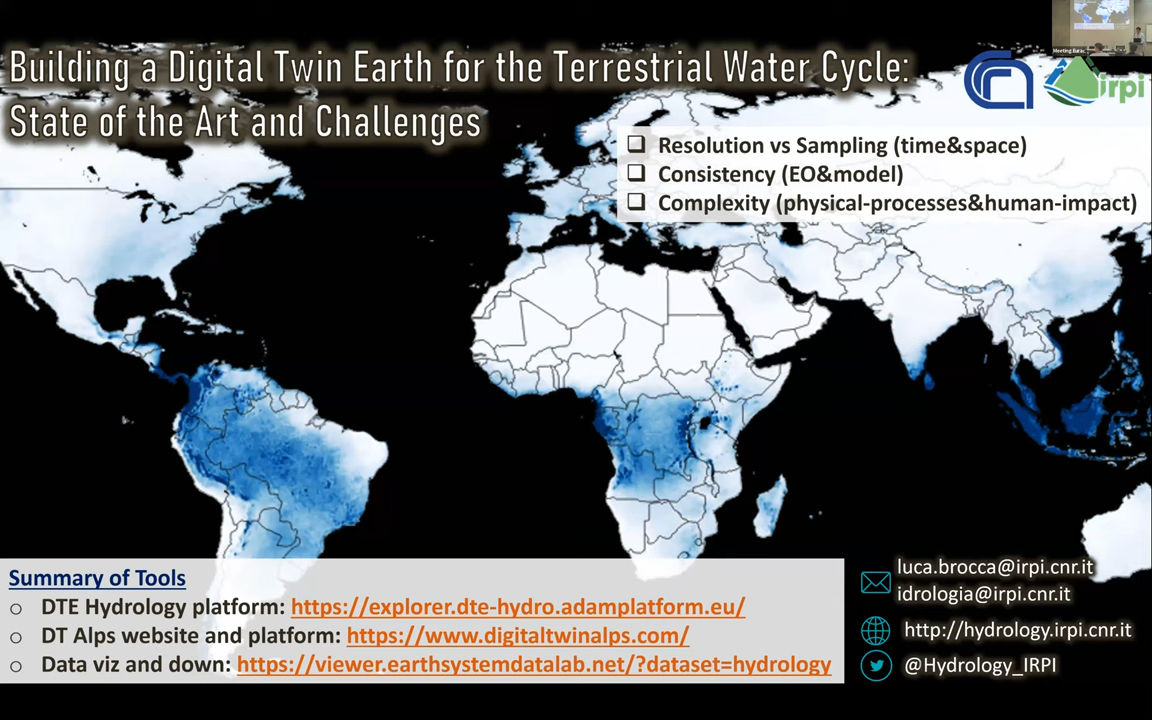 Building a Digital Twin Earth for the Terrestrial Water Cycle:
State of the Art and Challenges
irpi
Resolution vs Sampling (time&space)
Consistency (EO&model)
Complexity (physical-processes&human-impact)
Summary of Tools
DTE Hydrology platform: https://explorer.dte-hydro.adamplatform.eu/
DT Alps website and platform: https://www.digitaltwinalps.com/
Data viz and down: https://viewer.earthsystemdatalab.net/?dataset=hydrology
luca.brocca@irpi.cnr.it
idrologia@irpi.cnr.it
http://hydrology.irpi.cnr.it
@Hydrology_IRPI